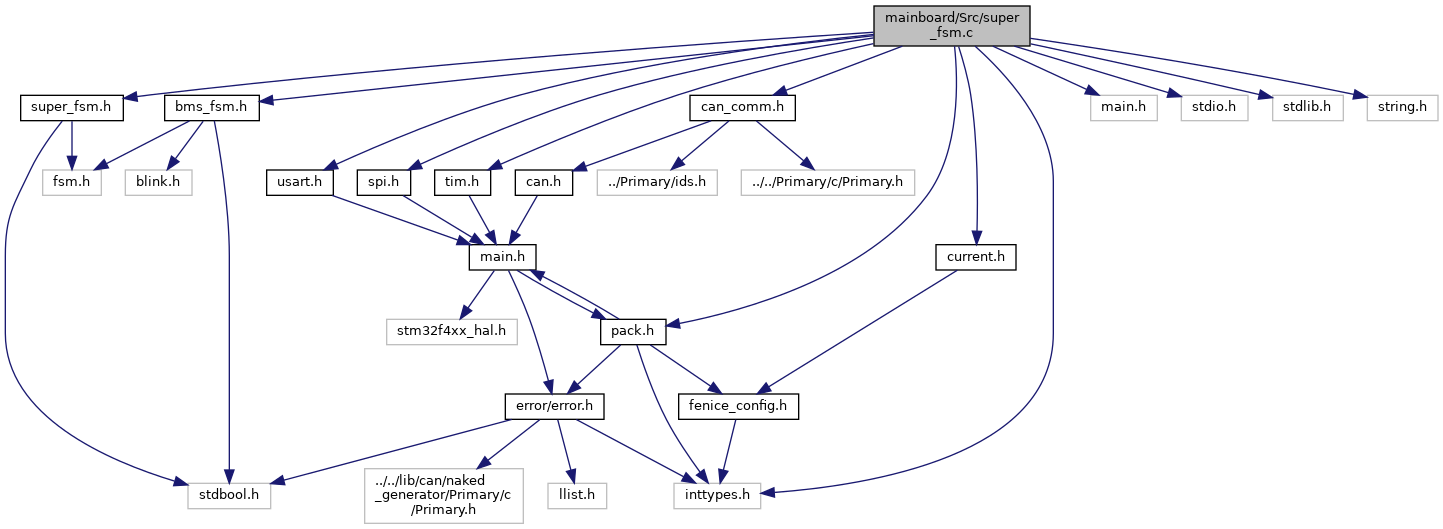 mainboard/Src/super
_fsm.c
super_fsm.h
bms_fsm.h
can_comm.h
main.h
stdio.h
stdlib.h
string.h
fsm.h
blink.h
usart.h
spi.h
tim.h
can.h
../Primary/ids.h
../../Primary/c/Primary.h
main.h
current.h
stm32f4xx_hal.h
pack.h
error/error.h
fenice_config.h
stdbool.h
../../lib/can/naked
_generator/Primary/c
/Primary.h
llist.h
inttypes.h